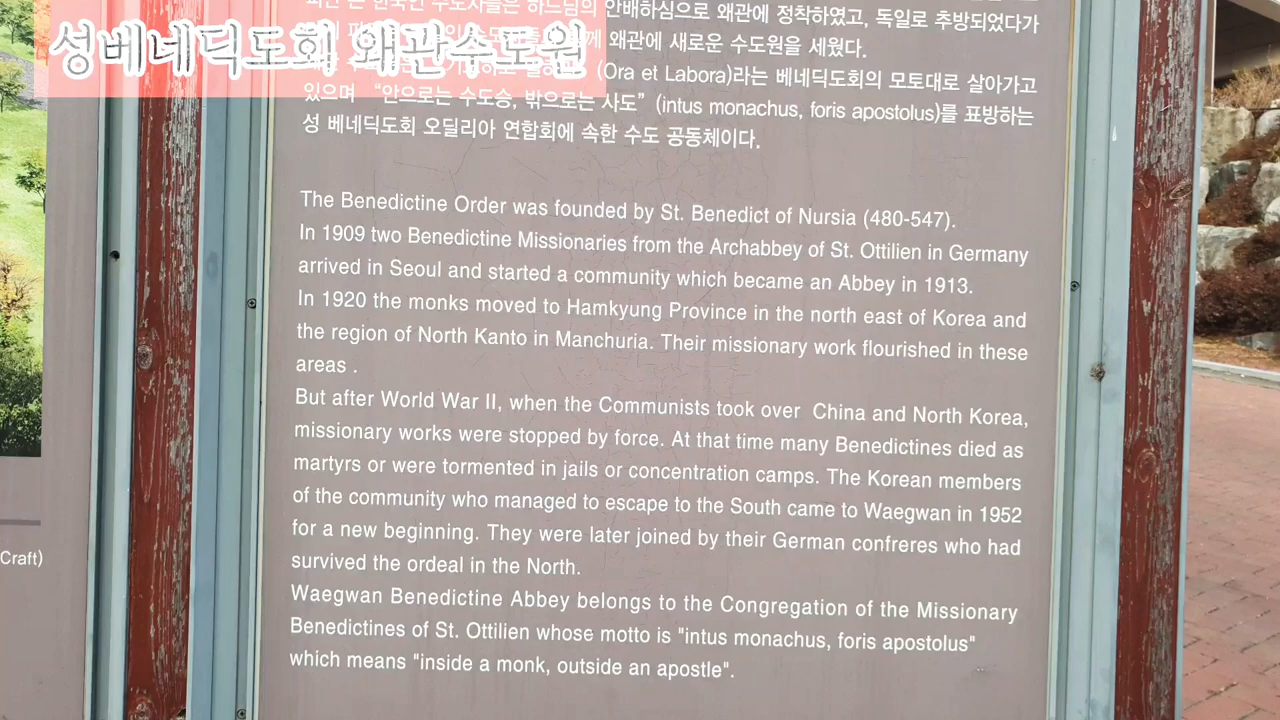 성베네딕도회 왜관수도원
안배하심으로 왜관에 정착하였고, 독일로 추방되었다가
왜관에 새로운 수도원을 세웠다.
(Ora et Labora)라는 베네딕도회의 모토대로 살아가고
있으며 “안으로는 수도승, 밖으로는 사도” (intus monachus, foris apostolus)를 표방하는
성 베네딕도회 오딜리아 연합회에 속한 수도 공동체이다.
The Benedictine Order was founded by St. Benedict of Nursia (480-547).
In 1909 two Benedictine Missionaries from the Archabbey of St. Ottilien in Germany
arrived in Seoul and started a community which became an Abbey in 1913.
In 1920 the monks moved to Hamkyung Province in the north east of Korea and
the region of North Kanto in Manchuria. Their missionary work flourished in these
areas .
But after World War II, when the Communists took over China and North Korea,
missionary works were stopped by force. At that time many Benedictines died as
martyrs or were tormented in jails or concentration camps. The Korean members
of the community who managed to escape to the South came to Waegwan in 1952
for a new beginning. They were later joined by their German confreres who had
survived the ordeal in the North.
Waegwan Benedictine Abbey belongs to the Congregation of the Missionary
Benedictines of St. Ottilien whose motto is "intus monachus, foris apostolus"
which means "inside a monk, outside an apostle".
Craft)